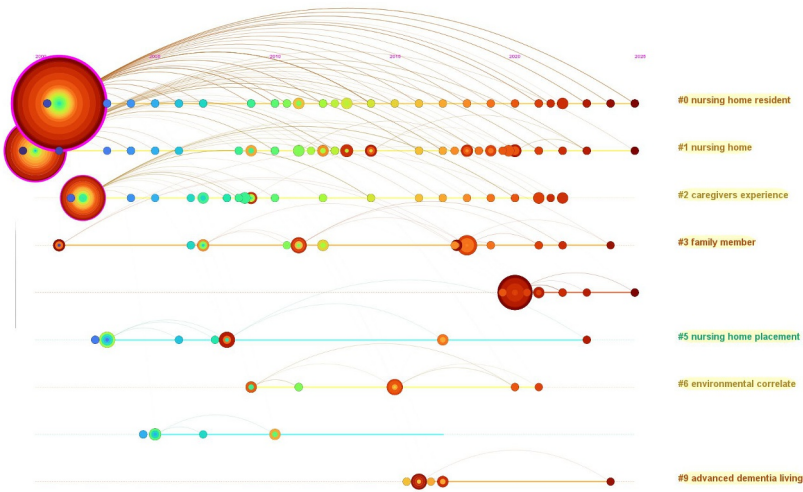 2000 2005 2010 2015 2020 2025
#0 nursing home resident
#1 nursing home
#2 caregivers experience
#3 family member
#5 nursing home placement
#6 environmental correlate
#9 advanced dementia living